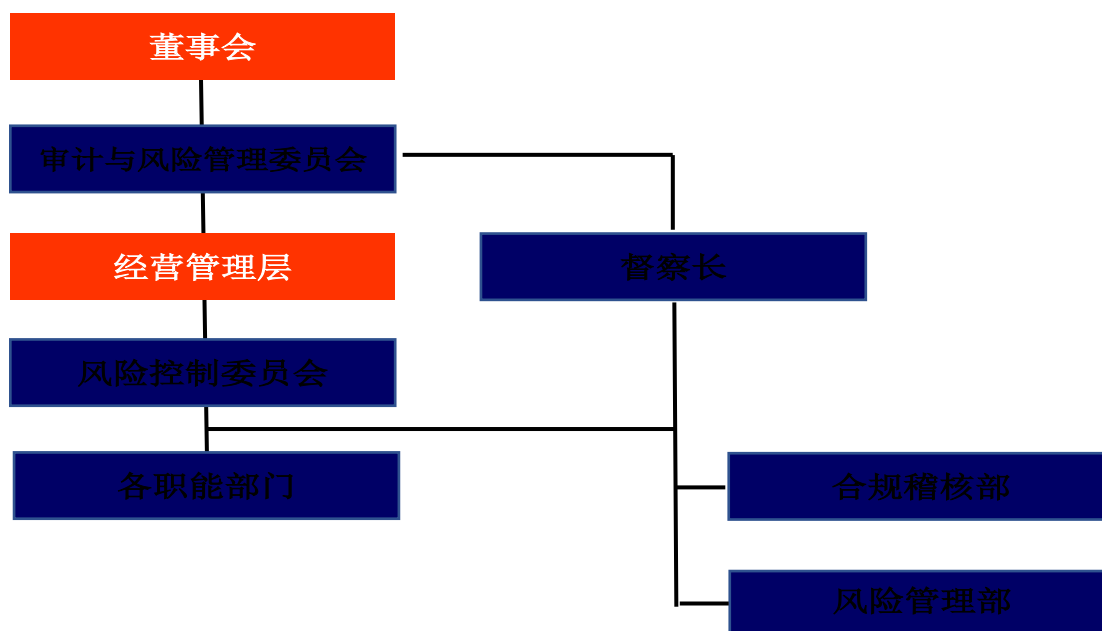 董事会
审计与风险管理委员会
经营管理层
督察长
风险控制委员会
各职能部门
合规稽核部
风险管理部